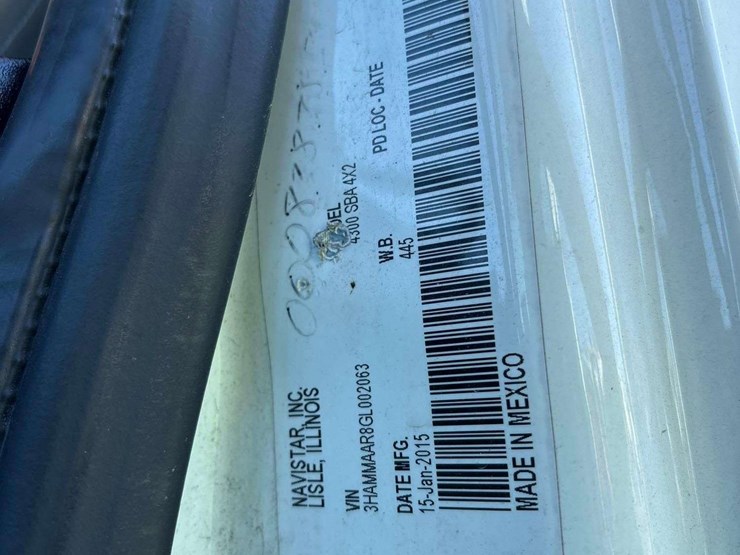 NAVISTAR, INC.
LISLE, ILLINOIS
VIN
3HAMMAAR8GL002063
4300 SBA 4X2
DATE MFG.
15-Jan-2015
W.B.
445
PD LOC - DATE
MADE IN MEXICO